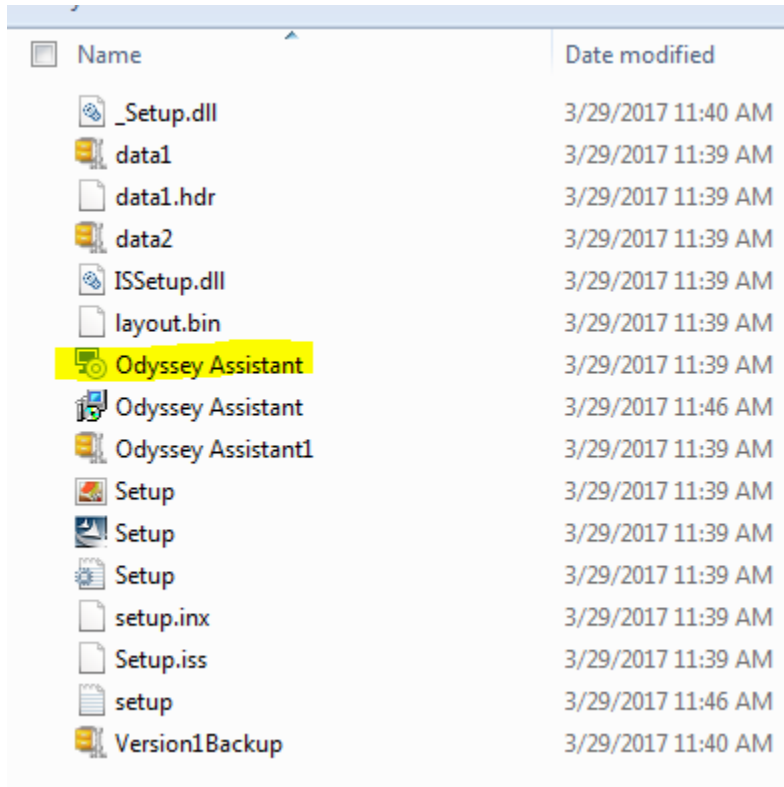 Name Date modified
_Setup.dll 3/29/2017 11:40 AM
data1 3/29/2017 11:39 AM
data1.hdr 3/29/2017 11:39 AM
data2 3/29/2017 11:39 AM
ISSetup.dll 3/29/2017 11:39 AM
layout.bin 3/29/2017 11:39 AM
Odyssey Assistant 3/29/2017 11:39 AM
Odyssey Assistant 3/29/2017 11:46 AM
Odyssey Assistant1 3/29/2017 11:39 AM
Setup 3/29/2017 11:39 AM
Setup 3/29/2017 11:39 AM
Setup 3/29/2017 11:39 AM
setup.inx 3/29/2017 11:39 AM
Setup.iss 3/29/2017 11:39 AM
setup 3/29/2017 11:46 AM
Version1Backup 3/29/2017 11:40 AM